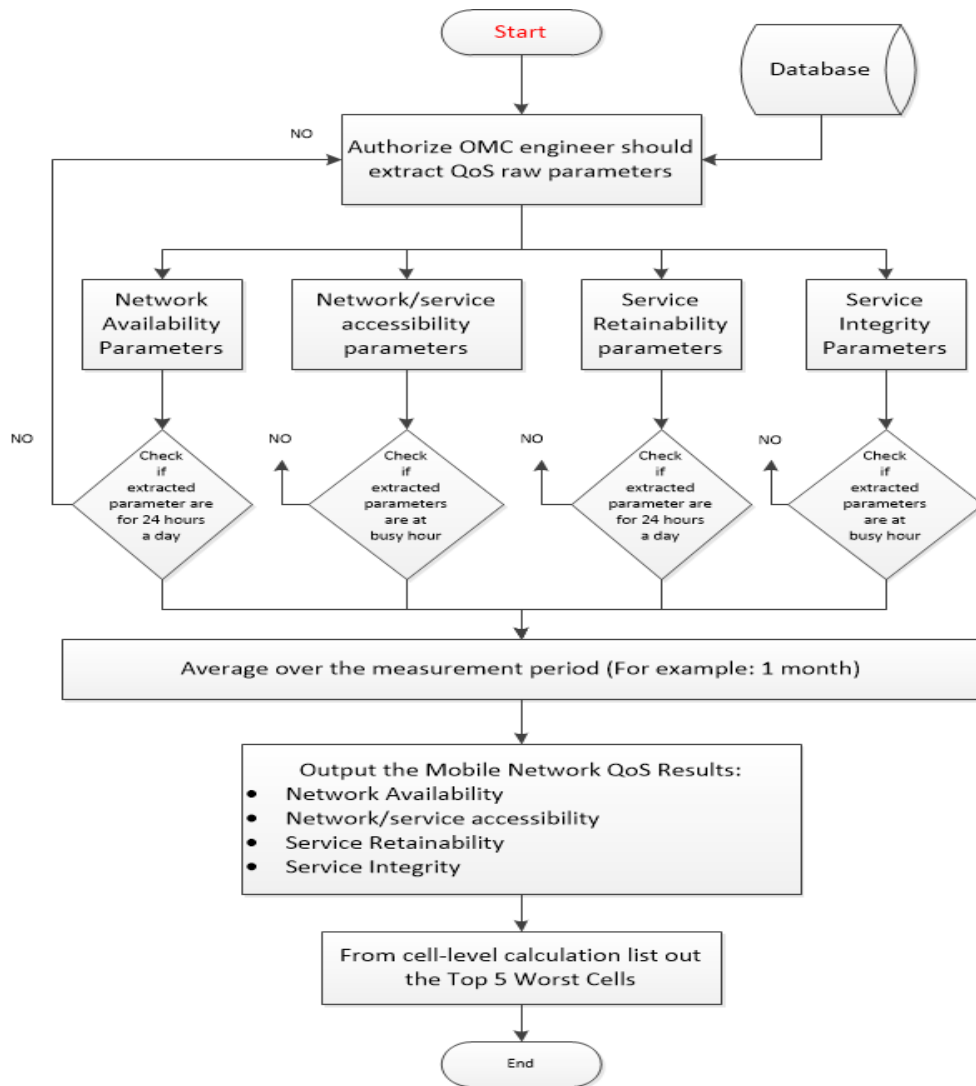 Start
Database
NO
Authorize OMC engineer should
extract QoS raw parameters
Network
Availability
Parameters
Network/service
accessibility
parameters
Service
Retainability
parameters
Service
Integrity
Parameters
NO
Check
if
extracted
parameter are
for 24 hours
a day
NO
Check
if
extracted
parameters
are at
busy hour
NO
Check
if
extracted
parameter are
for 24 hours
a day
NO
Check
if
extracted
parameters
are at
busy hour
Average over the measurement period (For example: 1 month)
Output the Mobile Network QoS Results:
• Network Availability
• Network/service accessibility
• Service Retainability
• Service Integrity
From cell-level calculation list out
the Top 5 Worst Cells
End